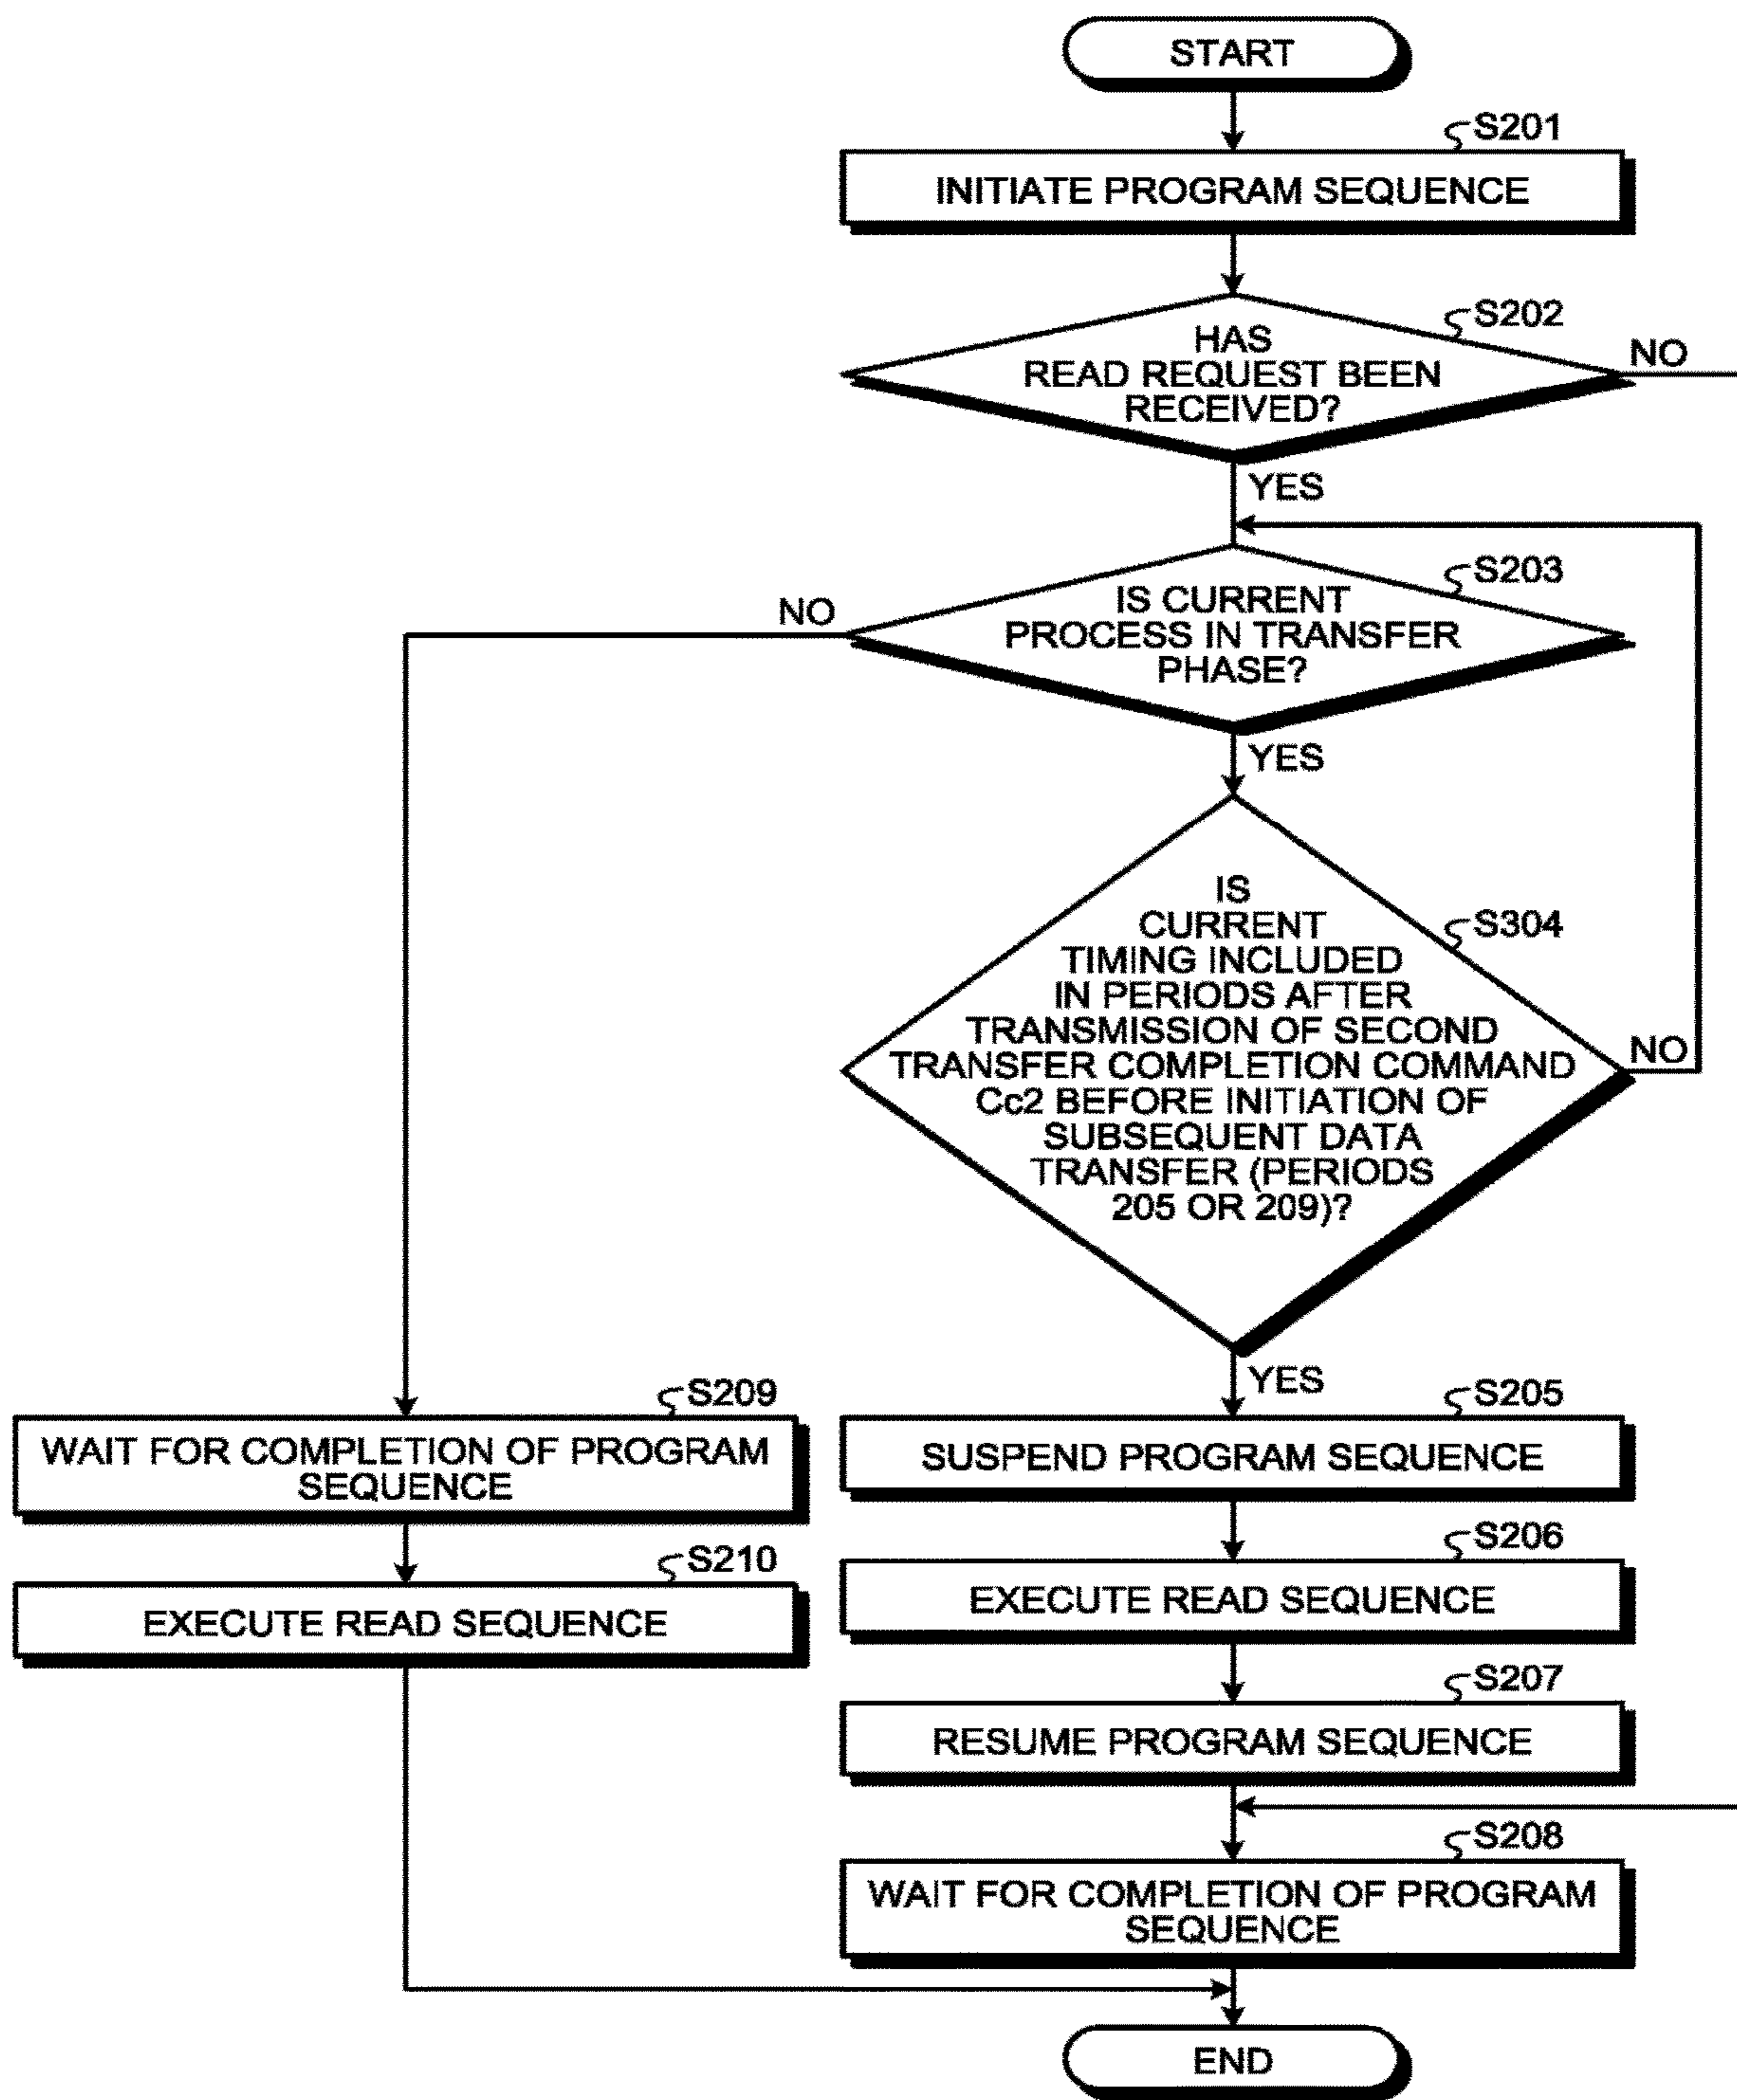 START
S201
INITIATE PROGRAM SEQUENCE
S202
HAS
READ REQUEST BEEN
RECEIVED?
NO
YES
S203
IS CURRENT
PROCESS IN TRANSFER
PHASE?
NO
YES
S304
IS
CURRENT
TIMING INCLUDED
IN PERIODS AFTER
TRANSMISSION OF SECOND
TRANSFER COMPLETION COMMAND
Cc2 BEFORE INITIATION OF
SUBSEQUENT DATA
TRANSFER (PERIODS
205 OR 209)?
NO
YES
S209
WAIT FOR COMPLETION OF PROGRAM
SEQUENCE
S210
EXECUTE READ SEQUENCE
S205
SUSPEND PROGRAM SEQUENCE
S206
EXECUTE READ SEQUENCE
S207
RESUME PROGRAM SEQUENCE
S208
WAIT FOR COMPLETION OF PROGRAM
SEQUENCE
END